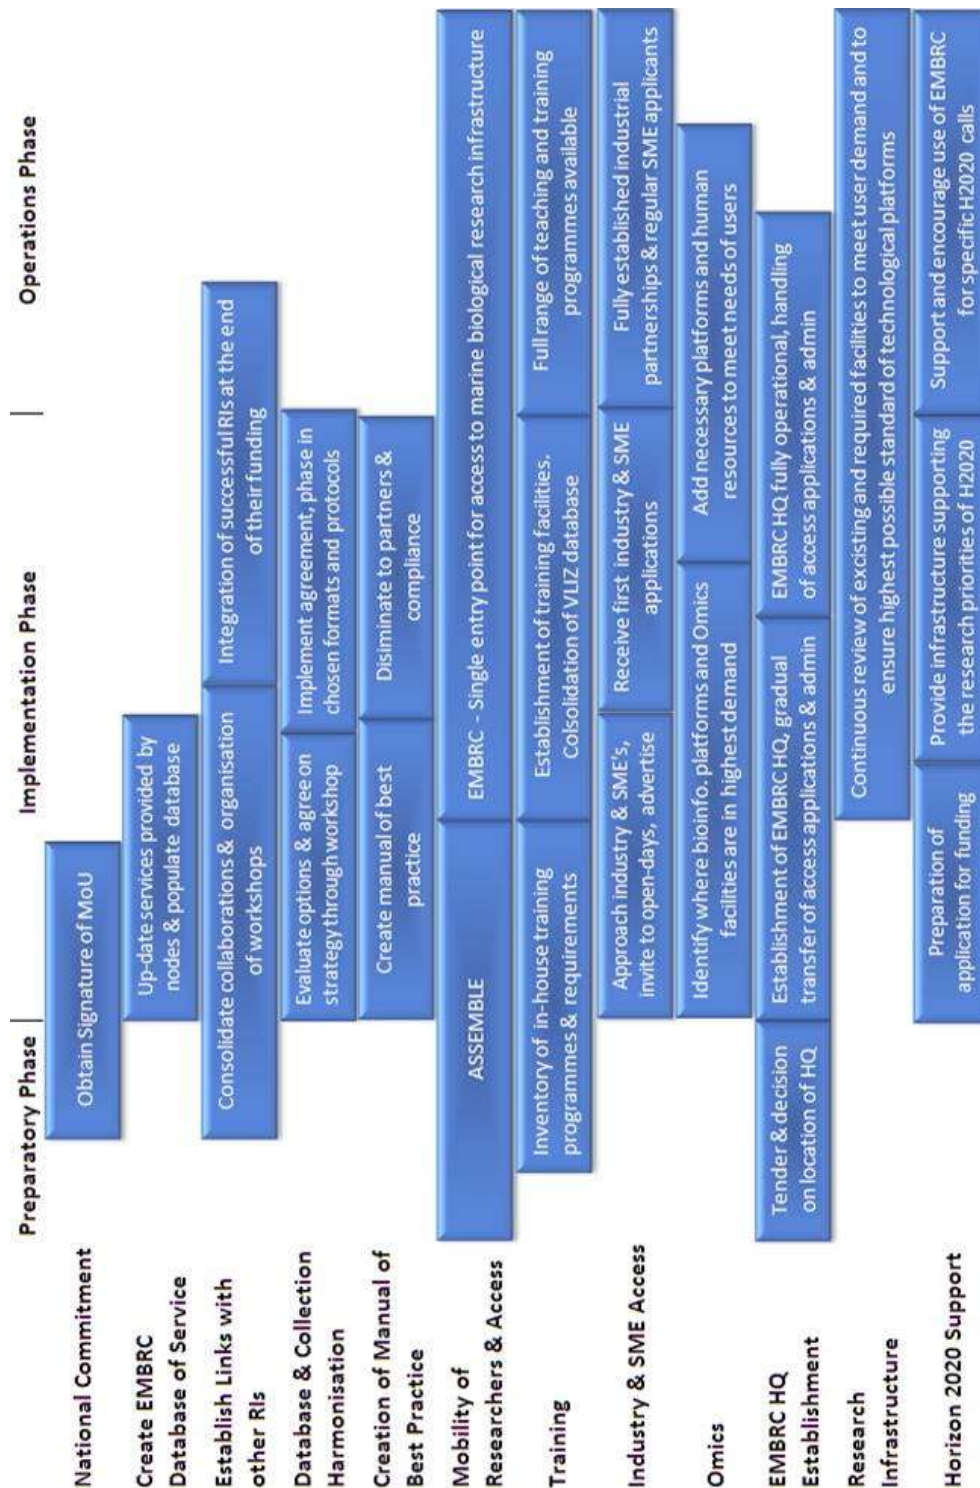 Preparatory Phase
Implementation Phase
Operations Phase
National Commitment
Obtain Signature of MoU
Create EMBRC
Database of Service
Up-date services provided by
nodes & populate database
Establish Links with
other RIs
Consolidate collaborations & organisation
of workshops
Integration of successful RIs at the end
of their funding
Database & Collection
Harmonisation
Evaluate options & agree on
strategy through workshop
Implement agreement, phase in
chosen formats and protocols
Creation of Manual of
Best Practice
Create manual of best
practice
Disiminate to partners &
compliance
Mobility of
Researchers & Access
ASSEMBLE
EMBRC - Single entry point for access to marine biological research infrastructure
Training
Inventory of in-house training
programmes & requirements
Establishment of training facilities.
Colsolidation of VLIZ database
Full range of teaching and training
programmes available
Industry & SME Access
Approach industry & SME's,
invite to open-days, advertise
Receive first industry & SME
applications
Fully established industrial
partnerships & regular SME applicants
Omics
Identify where bioinfo. platforms and Omics
facilities are in highest demand
Add necessary platforms and human
resources to meet needs of users
EMBRC HQ
Establishment
Tender & decision
on location of HQ
Establishment of EMBRC HQ, gradual
transfer of access applications & admin
EMBRC HQ fully operational, handling
of access applications & admin
Research
Infrastructure
Continuous review of excisting and required facilities to meet user demand and to
ensure highest possible standard of technological platforms
Horizon 2020 Support
Preparation of
application for funding
Provide infrastructure supporting
the research priorities of H2020
Support and encourage use of EMBRC
for specific H2020 calls